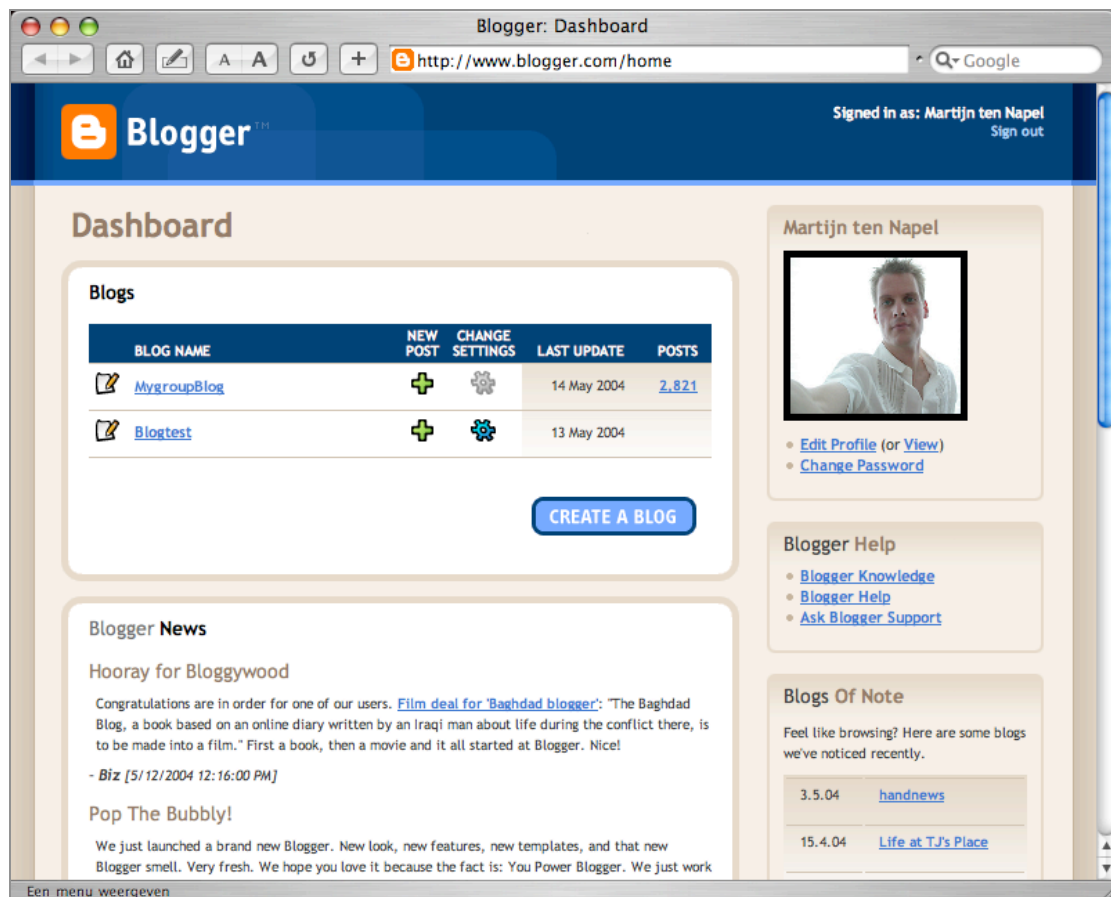 Blogger: Dashboard
A A
http://www.blogger.com/home
Google
Blogger™
Signed in as: Martijn ten Napel
Sign out
Dashboard
Blogs
BLOG NAME NEW POST CHANGE SETTINGS LAST UPDATE POSTS
MygroupBlog 14 May 2004 2,821
Blogtest 13 May 2004
CREATE A BLOG
Blogger News
Hooray for Bloggywood
Congratulations are in order for one of our users. Film deal for 'Baghdad blogger': "The Baghdad
Blog, a book based on an online diary written by an Iraqi man about life during the conflict there, is
to be made into a film." First a book, then a movie and it all started at Blogger. Nice!
- Biz [5/12/2004 12:16:00 PM]
Pop The Bubbly!
We just launched a brand new Blogger. New look, new features, new templates, and that new
Blogger smell. Very fresh. We hope you love it because the fact is: You Power Blogger. We just work
Martijn ten Napel
Edit Profile (or View)
Change Password
Blogger Help
Blogger Knowledge
Blogger Help
Ask Blogger Support
Blogs Of Note
Feel like browsing? Here are some blogs
we've noticed recently.
3.5.04 handnews
15.4.04 Life at TJ's Place
Een menu weergeven